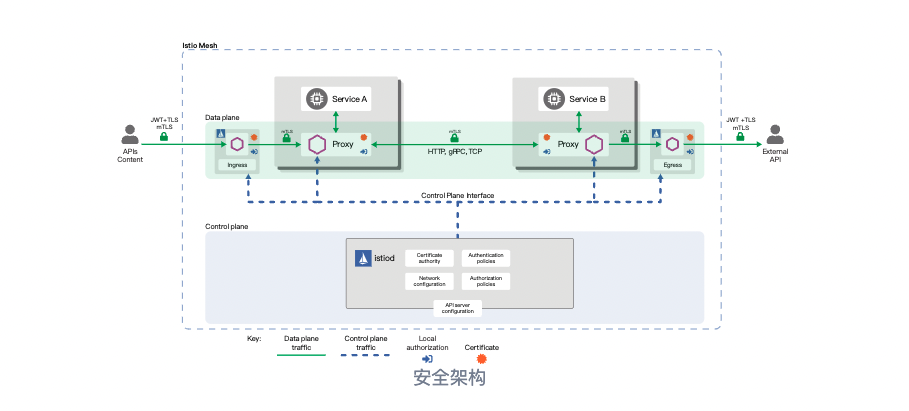 Istio Mesh
Service A
Service B
Data plane
JWT+TLS
mTLS
JWT +TLS
mTLS
mTLS
mTLS
mTLS
Proxy
Proxy
HTTP, gRPC, TCP
APIs
Content
External
API
Ingress
Egress
Control Plane Interface
Control plane
istiod
Certificate
authority
Authentication
policies
Network
configuration
Authorization
policies
API server
configuration
Key:
Data plane
traffic
Control plane
traffic
Local
authorization
Certificate
安全架构